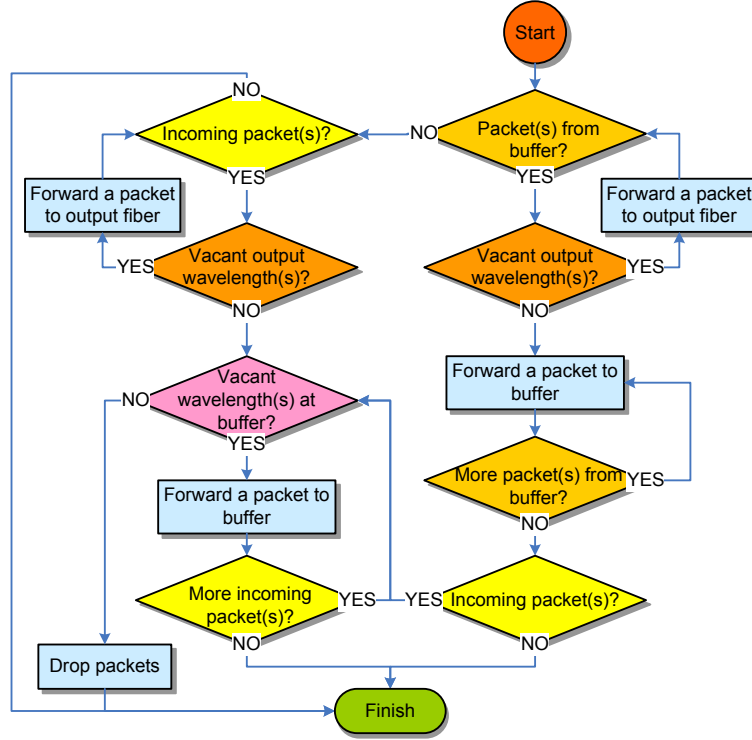 Start
NO
Incoming packet(s)?
NO
Packet(s) from
buffer?
YES
YES
Forward a packet
to output fiber
Forward a packet
to output fiber
Vacant output
wavelength(s)?
YES
Vacant output
wavelength(s)?
YES
NO
NO
Vacant
wavelength(s) at
buffer?
NO
YES
Forward a packet to
buffer
More packet(s) from
buffer?
YES
Forward a packet to
buffer
NO
More incoming
packet(s)?
YES
YES
Incoming packet(s)?
NO
NO
Drop packets
Finish